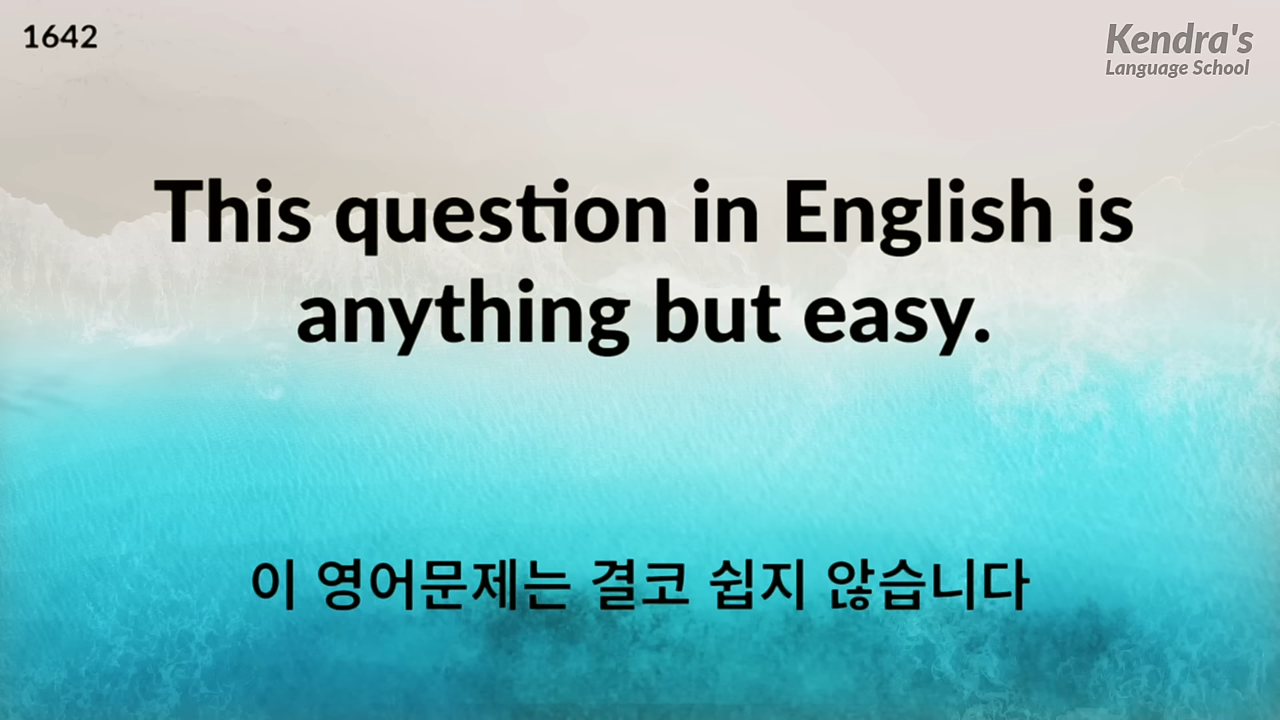 1642
Kendra's
Language School
This question in English is
anything but easy.
이 영어문제는 결코 쉽지 않습니다